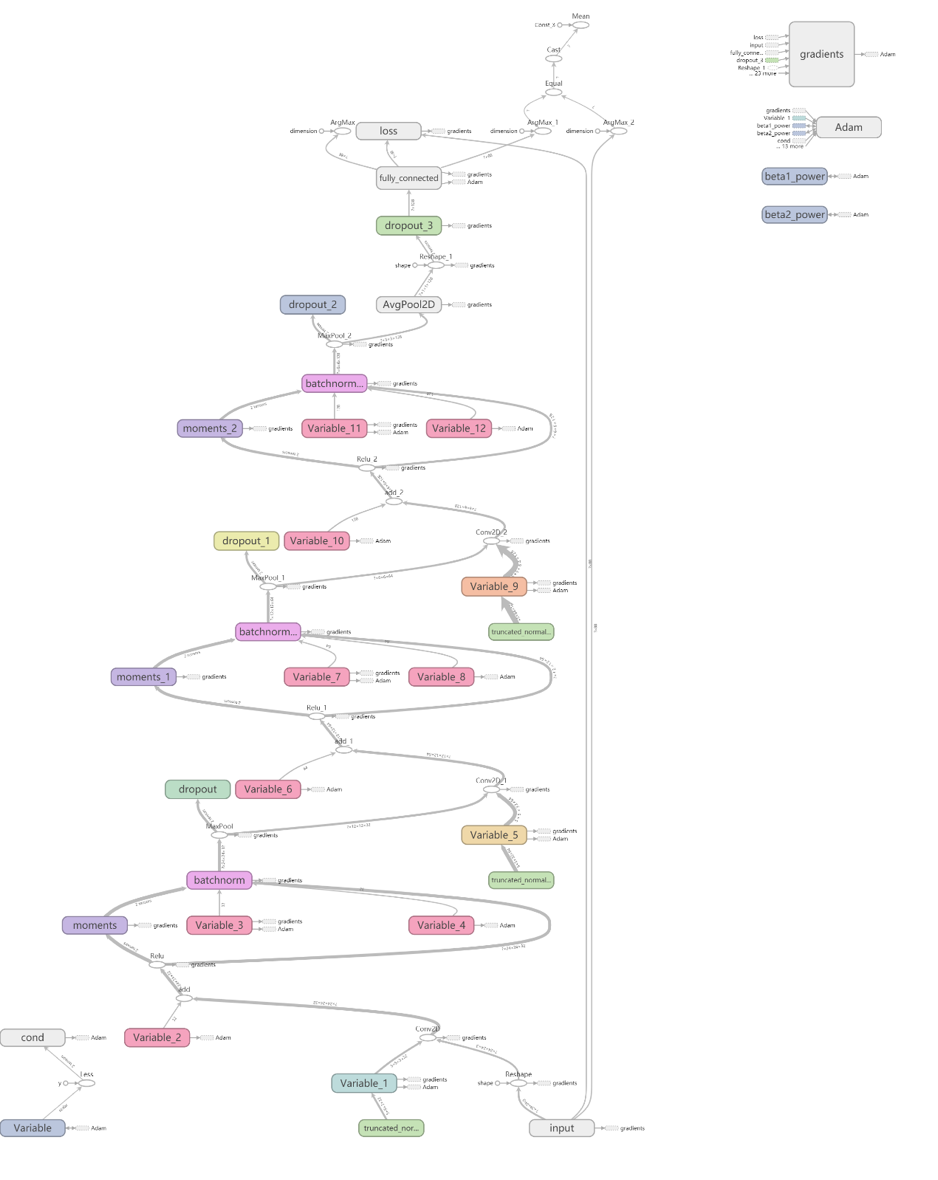 Mean
Const_4
Cast
loss
input
fully_conne...
dropout_3
Reshape_1
... 23 more
gradients
Adam
Equal
gradients
Variable_1
beta1_power
beta2_power
cond
... 13 more
Adam
ArgMax
dimension
loss
gradients
dimension
ArgMax_1
dimension
ArgMax_2
fully_connected
gradients
Adam
beta1_power
Adam
beta2_power
Adam
dropout_3
gradients
Reshape_1
shape
gradients
dropout_2
AvgPool2D
gradients
MaxPool_2
gradients
batchnorm...
gradients
moments_2
gradients
Variable_11
gradients
Adam
Variable_12
Adam
Relu_2
gradients
add_2
dropout_1
Variable_10
Adam
Conv2D_2
gradients
MaxPool_1
gradients
Variable_9
gradients
Adam
batchnorm...
gradients
truncated_normal...
moments_1
gradients
Variable_7
gradients
Adam
Variable_8
Adam
Relu_1
gradients
add_1
dropout
Variable_6
Adam
Conv2D_1
gradients
MaxPool
gradients
Variable_5
gradients
Adam
batchnorm
gradients
truncated_normal...
moments
gradients
Variable_3
gradients
Adam
Variable_4
Adam
Relu
gradients
add
cond
Adam
Variable_2
Adam
Conv2D
gradients
Less
y
Variable_1
gradients
Adam
Reshape
shape
gradients
Variable
Adam
truncated_nor...
input
gradients